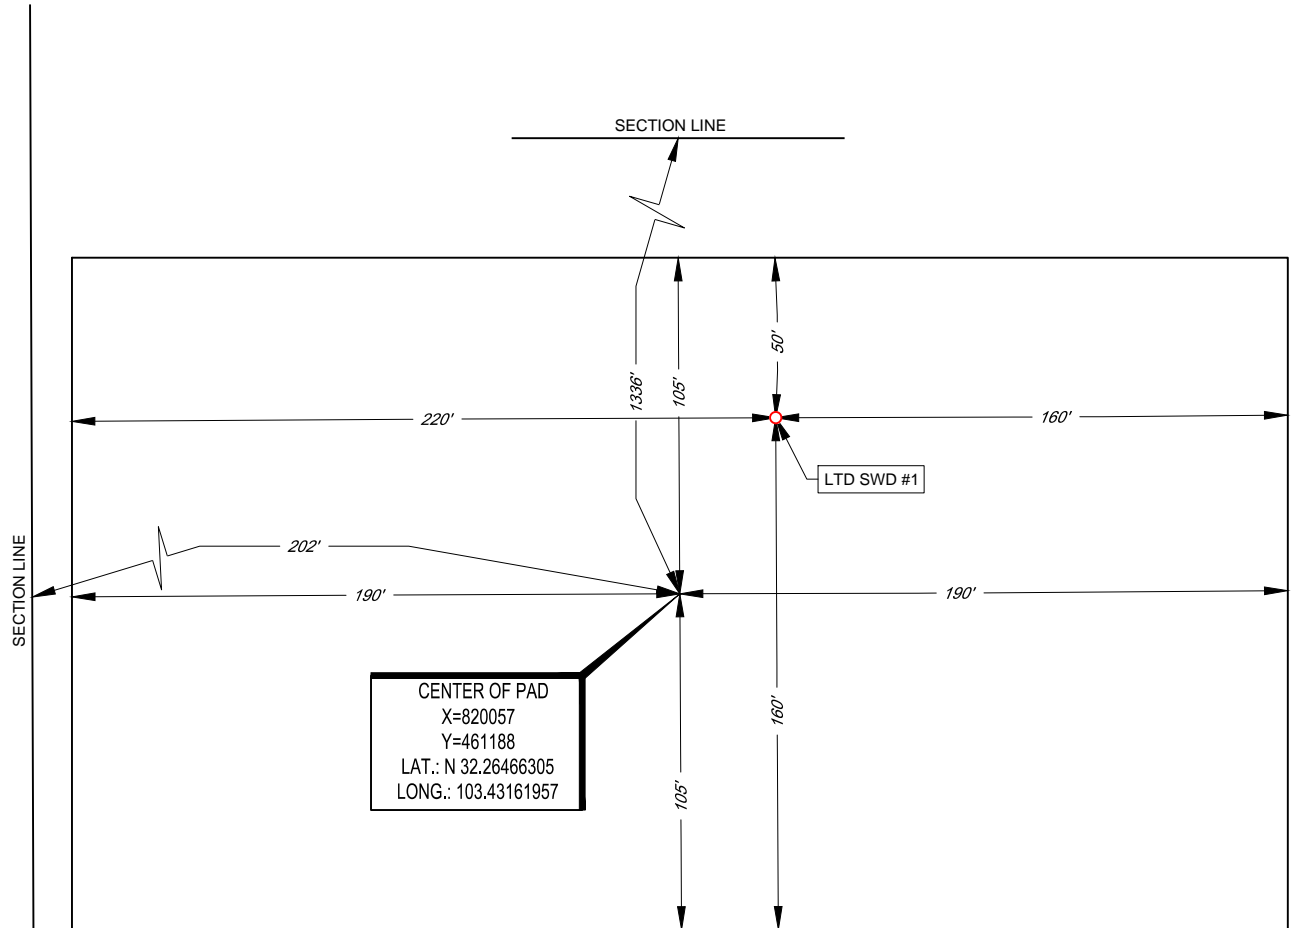 SECTION LINE
50'
1336'
105'
220'
160'
LTD SWD #1
202'
SECTION LINE
190'
190'
CENTER OF PAD
X=820057
Y=461188
LAT.: N 32.26466305
LONG.: 103.43161957
160'
105'